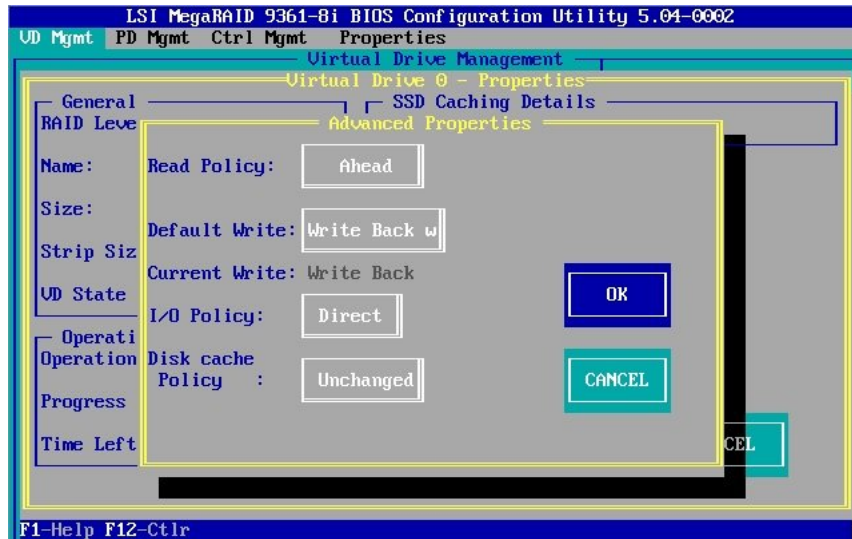 LSI MegaRAID 9361-8i BIOS Configuration Utility 5.04-0002
VD Mgmt PD Mgmt Ctrl Mgmt Properties
Virtual Drive Management
Virtual Drive 0 - Properties
General
SSD Caching Details
RAID Leve
Advanced Properties
Name:
Read Policy: Ahead
Size:
Default Write: Write Back w
Strip Siz
Current Write: Write Back
VD State
OK
I/O Policy: Direct
Operati
Operation
Disk cache
Policy : Unchanged
CANCEL
Progress
Time Left
CEL
F1-Help F12-Ctlr